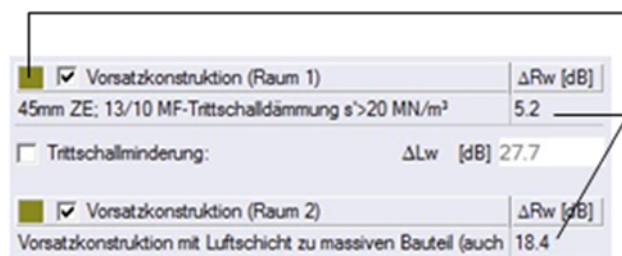 Vorsatzkonstruktion (Raum 1) ΔRw [dB]
45mm ZE; 13/10 MF-Trittschalldämmung s'>20 MN/m³ 5.2
Trittschallminderung: ΔLw [dB] 27.7
Vorsatzkonstruktion (Raum 2) ΔRw [dB]
Vorsatzkonstruktion mit Luftschicht zu massiven Bauteil (auch 18.4